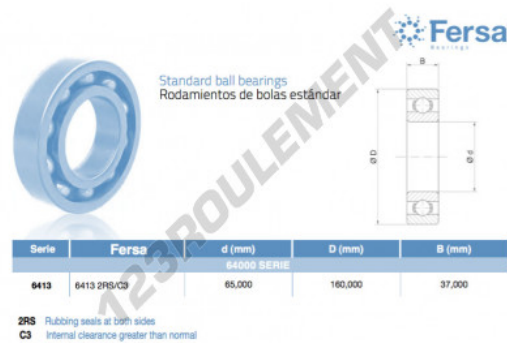 Fersa
Bearings
Standard ball bearings
Rodamientos de bolas estándar
B
Ø D
Ø d
123ROULEMENT
Serie Fersa d (mm) D (mm) B (mm)
64000 SERIE
6413 6413 2RS/C3 65,000 160,000 37,000
2RS Rubbing seals at both sides
C3 Internal clearance greater than normal